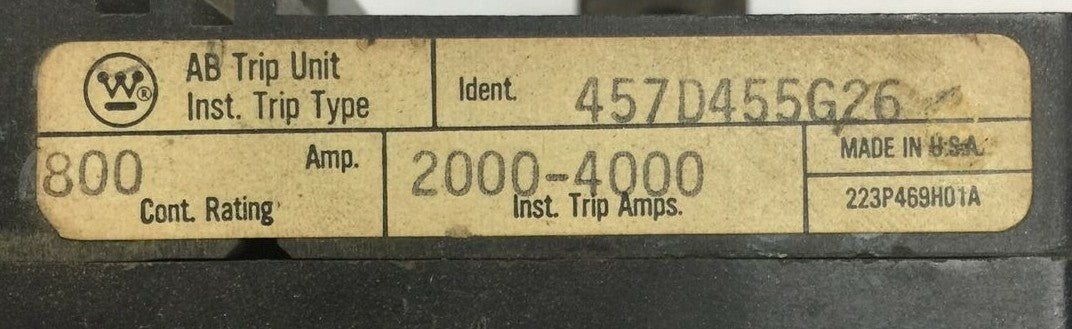 W ®
AB Trip Unit
Inst. Trip Type
Ident. 457D455G26
800 Amp.
Cont. Rating
2000-4000
Inst. Trip Amps.
MADE IN U.S.A.
223P469H01A